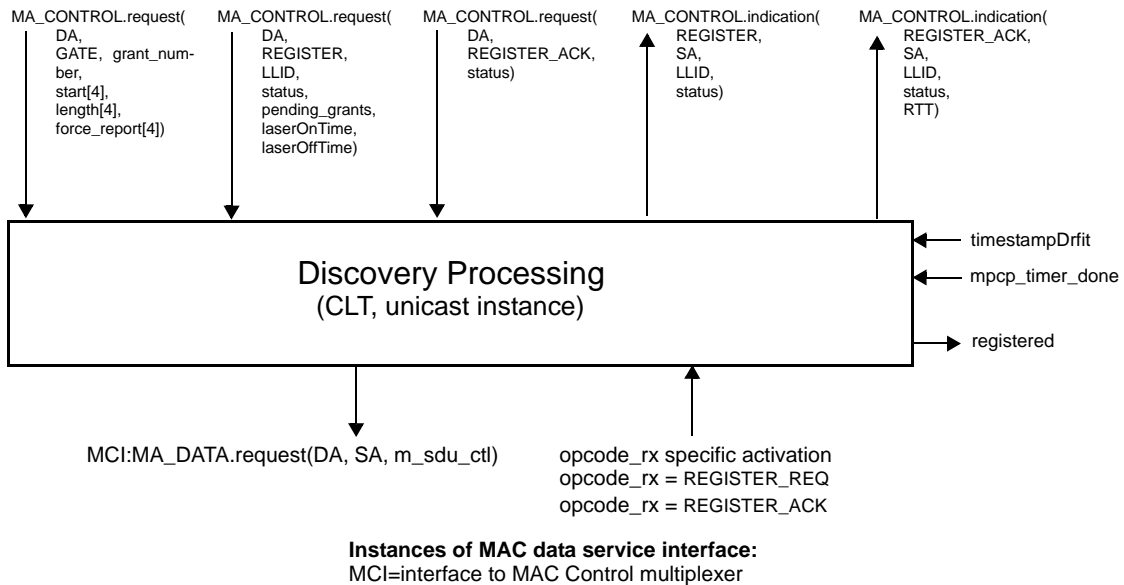 MA_CONTROL.request(
DA,
GATE, grant_num-
ber,
start[4],
length[4],
force_report[4])
MA_CONTROL.request(
DA,
REGISTER,
LLID,
status,
pending_grants,
laserOnTime,
laserOffTime)
MA_CONTROL.request(
DA,
REGISTER_ACK,
status)
MA_CONTROL.indication(
REGISTER,
SA,
LLID,
status)
MA_CONTROL.indication(
REGISTER_ACK,
SA,
LLID,
status,
RTT)
Discovery Processing
(CLT, unicast instance)
timestampDrfit
mpcp_timer_done
registered
MCI:MA_DATA.request(DA, SA, m_sdu_ctl)
opcode_rx specific activation
opcode_rx = REGISTER_REQ
opcode_rx = REGISTER_ACK
Instances of MAC data service interface:
MCI=interface to MAC Control multiplexer